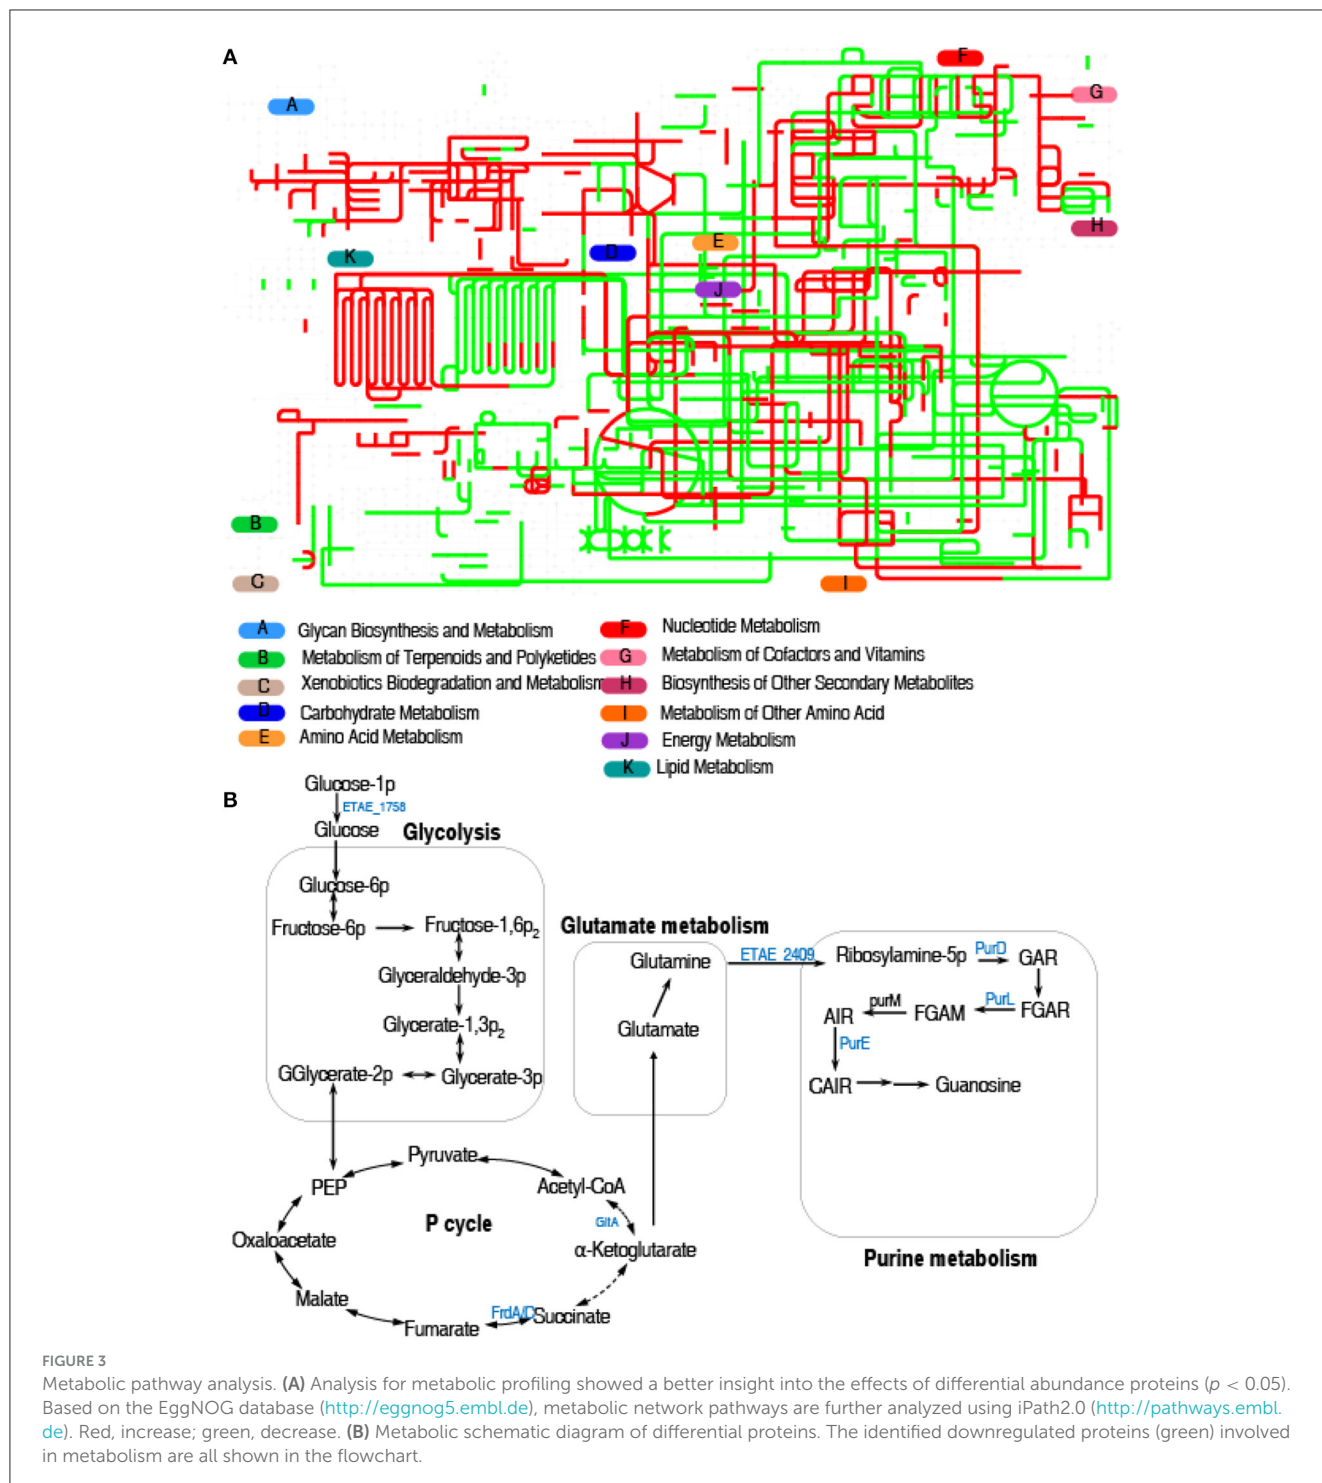 A
F
G
A
H
K
D
E
J
B
C
I
A Glycan Biosynthesis and Metabolism
B Metabolism of Terpenoids and Polyketides
C Xenobiotics Biodegradation and Metabolism
D Carbohydrate Metabolism
E Amino Acid Metabolism
F Nucleotide Metabolism
G Metabolism of Cofactors and Vitamins
H Biosynthesis of Other Secondary Metabolites
I Metabolism of Other Amino Acid
J Energy Metabolism
K Lipid Metabolism
B
Glucose-1p
ETAE_1758
Glucose
Glycolysis
Glucose-6p
Fructose-6p
Fructose-1,6p2
Glyceraldehyde-3p
Glycerate-1,3p2
GGlycerate-2p
Glycerate-3p
Glutamate metabolism
Glutamine
Glutamate
ETAE_2409
Ribosylamine-5p
PurD
GAR
AIR
purM
FGAM
PurL
FGAR
PurE
CAIR
Guanosine
Purine metabolism
Pyruvate
PEP
Acetyl-CoA
P cycle
GltA
Oxaloacetate
α-Ketoglutarate
Malate
FrdA/D
Succinate
Fumarate
FIGURE 3
Metabolic pathway analysis. (A) Analysis for metabolic profiling showed a better insight into the effects of differential abundance proteins (p < 0.05).
Based on the EggNOG database (http://eggnog5.embl.de), metabolic network pathways are further analyzed using iPath2.0 (http://pathways.embl.
de). Red, increase; green, decrease. (B) Metabolic schematic diagram of differential proteins. The identified downregulated proteins (green) involved
in metabolism are all shown in the flowchart.